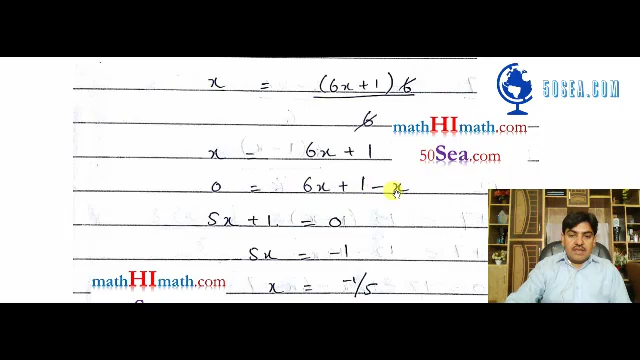 x = (6x + 1) 6
6
50SEA.COM
mathHImath.com
x = 6x + 1
50Sea.com
0 = 6x + 1 - x
5x + 1 = 0
5x = -1
mathHImath.com
x = -1/5